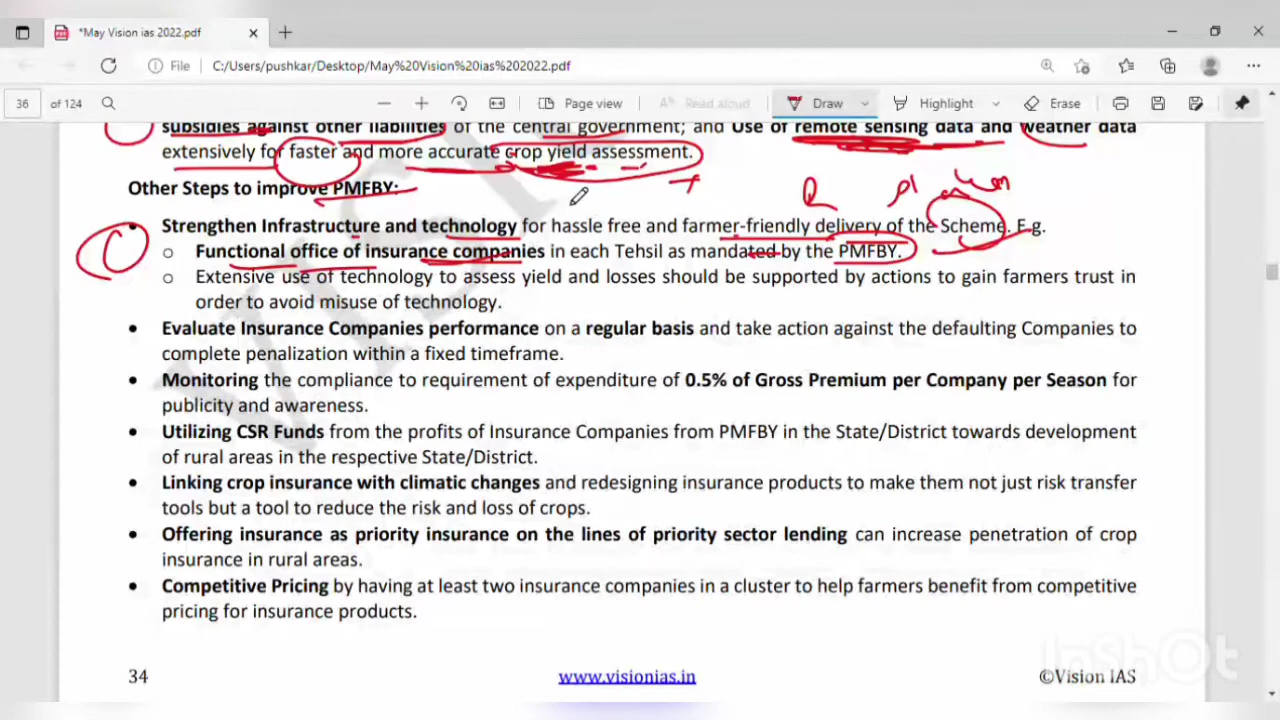 *May Vision ias 2022.pdf
File C:/Users/pushkar/Desktop/May%20Vision%20ias%202022.pdf
36 of 124 Page view Read aloud Draw Highlight Erase
subsidies against other liabilities of the central government; and Use of remote sensing data and weather data
extensively for faster and more accurate crop yield assessment.
Other Steps to improve PMFBY:
• Strengthen Infrastructure and technology for hassle free and farmer-friendly delivery of the Scheme. E.g.
o Functional office of insurance companies in each Tehsil as mandated by the PMFBY.
o Extensive use of technology to assess yield and losses should be supported by actions to gain farmers trust in
order to avoid misuse of technology.
• Evaluate Insurance Companies performance on a regular basis and take action against the defaulting Companies to
complete penalization within a fixed timeframe.
• Monitoring the compliance to requirement of expenditure of 0.5% of Gross Premium per Company per Season for
publicity and awareness.
• Utilizing CSR Funds from the profits of Insurance Companies from PMFBY in the State/District towards development
of rural areas in the respective State/District.
• Linking crop insurance with climatic changes and redesigning insurance products to make them not just risk transfer
tools but a tool to reduce the risk and loss of crops.
• Offering insurance as priority insurance on the lines of priority sector lending can increase penetration of crop
insurance in rural areas.
• Competitive Pricing by having at least two insurance companies in a cluster to help farmers benefit from competitive
pricing for insurance products.
34 www.visionias.in ©Vision IAS
InShOt